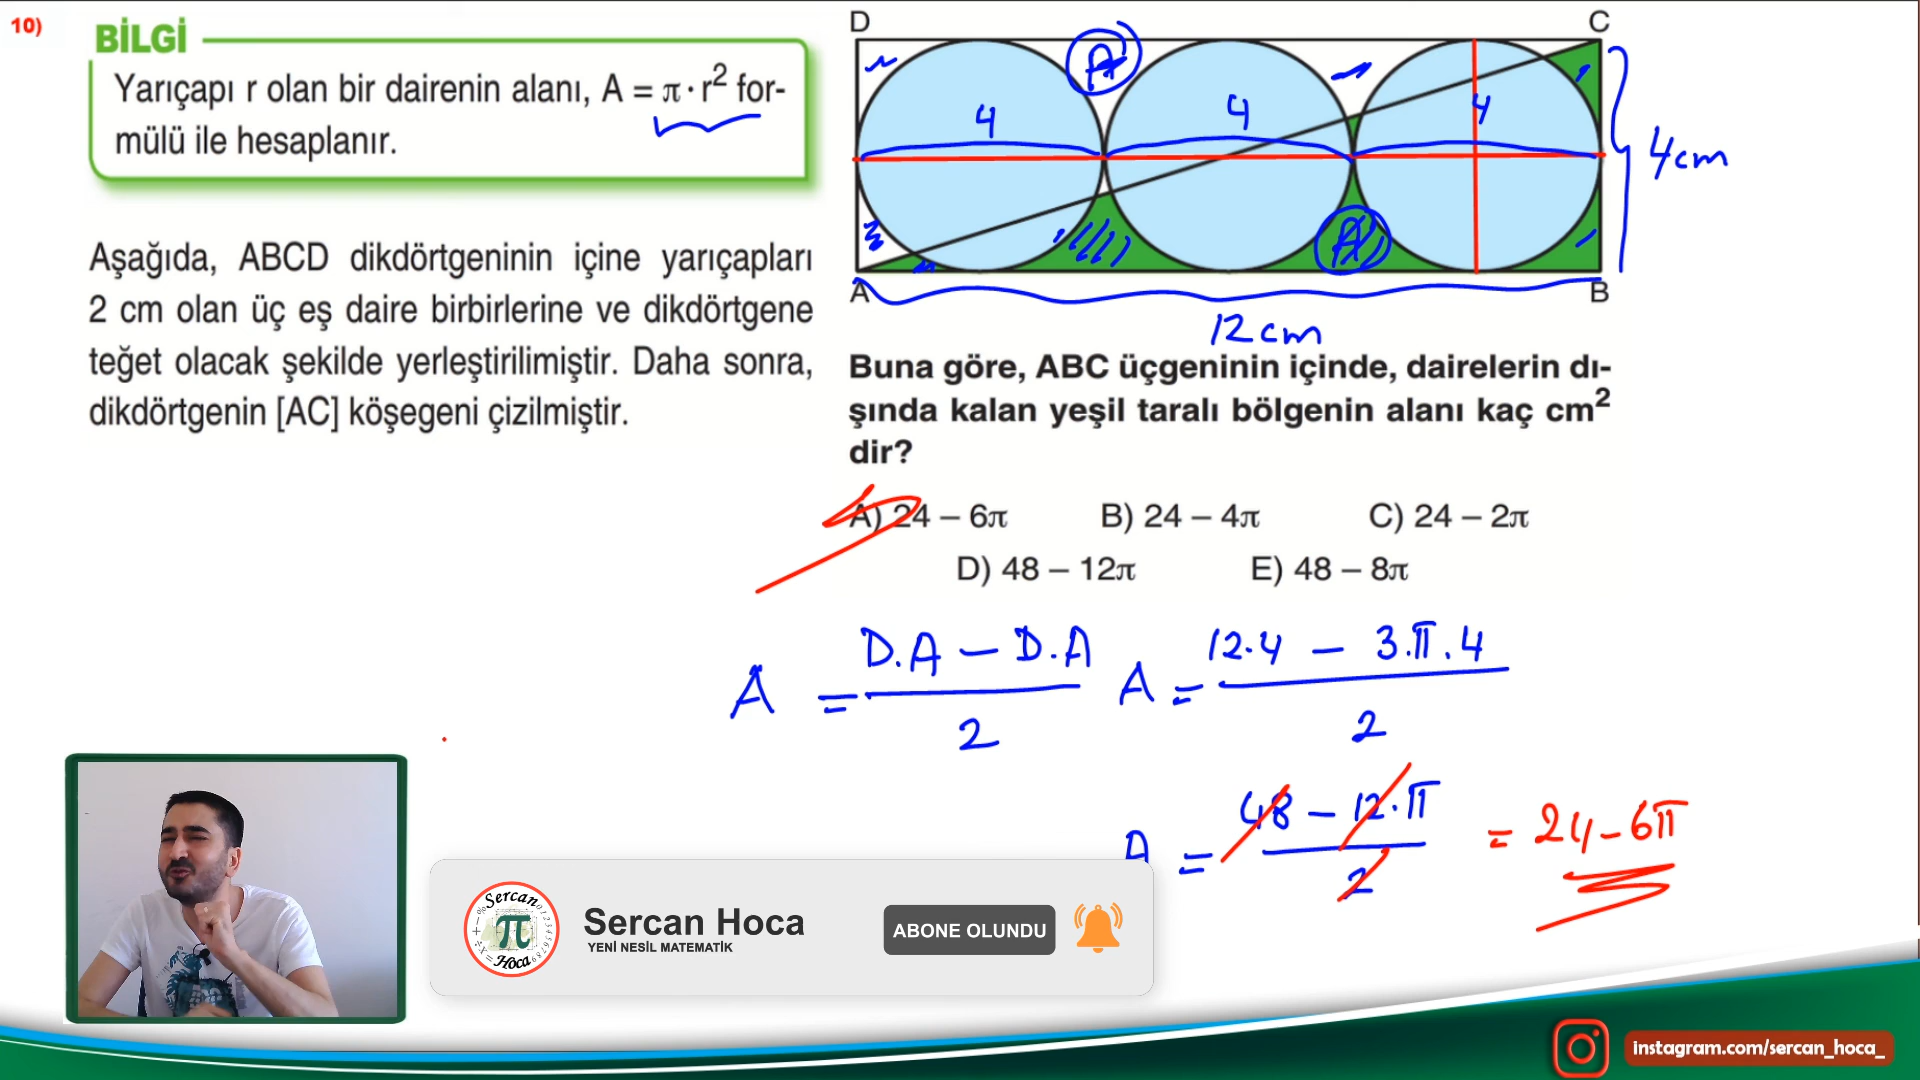 10)
BİLGİ
Yarıçapı r olan bir dairenin alanı, A = π · r² for-
mülü ile hesaplanır.
Aşağıda, ABCD dikdörtgeninin içine yarıçapları
2 cm olan üç eş daire birbirlerine ve dikdörtgene
teğet olacak şekilde yerleştirilimiştir. Daha sonra,
dikdörtgenin [AC] köşegeni çizilmiştir.
D C
A
4 4 4
4cm
A
A B
12cm
Buna göre, ABC üçgeninin içinde, dairelerin dı-
şında kalan yeşil taralı bölgenin alanı kaç cm²
dir?
A) 24 – 6π B) 24 – 4π C) 24 – 2π
D) 48 – 12π E) 48 – 8π
A = D.A – D.A / 2 A = 12.4 – 3.π.4 / 2
A = 48 – 12.π / 2 = 24 – 6π
Sercan
π
Hoca
Sercan Hoca
YENİ NESİL MATEMATİK
ABONE OLUNDU
instagram.com/sercan_hoca_